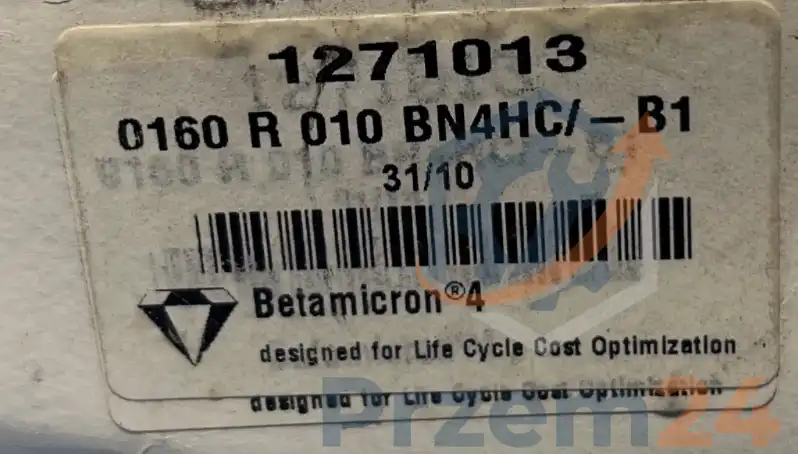 1271013
0160 R 010 BN4HC/-B1
31/10
Betamicron®4
designed for Life Cycle Cost Optimization
designed for Life Cycle Cost Optimization
Przem24